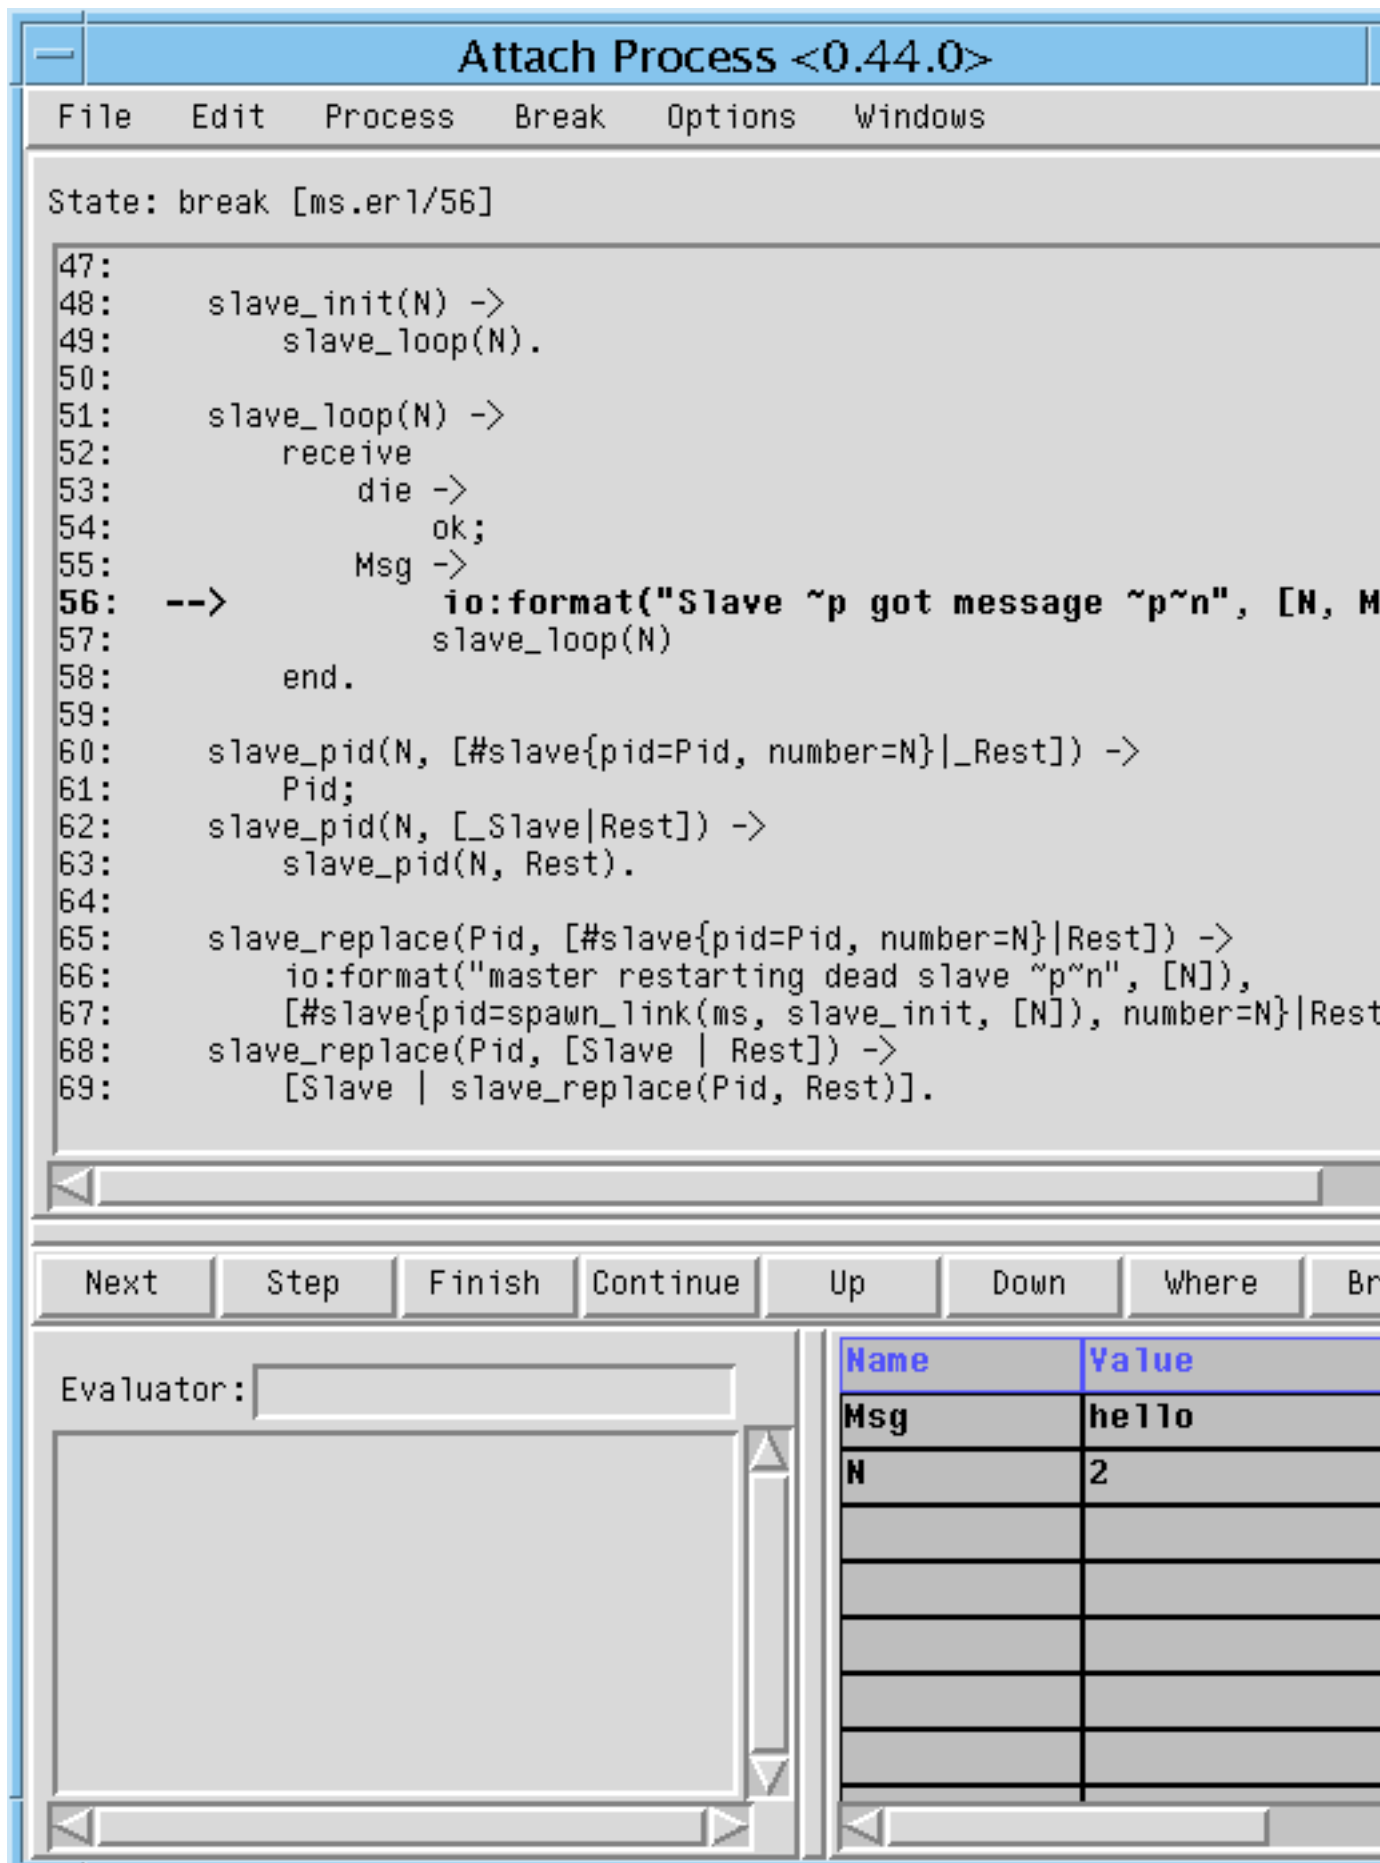 Attach Process <0.44.0>
File Edit Process Break Options Windows
State: break [ms.erl/56]
47:
48: slave_init(N) ->
49: slave_loop(N).
50:
51: slave_loop(N) ->
52: receive
53: die ->
54: ok;
55: Msg ->
56: --> io:format("Slave ~p got message ~p~n", [N, M
57: slave_loop(N)
58: end.
59:
60: slave_pid(N, [#slave{pid=Pid, number=N}|_Rest]) ->
61: Pid;
62: slave_pid(N, [_Slave|Rest]) ->
63: slave_pid(N, Rest).
64:
65: slave_replace(Pid, [#slave{pid=Pid, number=N}|Rest]) ->
66: io:format("master restarting dead slave ~p~n", [N]),
67: [#slave{pid=spawn_link(ms, slave_init, [N]), number=N}|Rest
68: slave_replace(Pid, [Slave | Rest]) ->
69: [Slave | slave_replace(Pid, Rest)].
Next Step Finish Continue Up Down Where Br
Evaluator:
Name Value
Msg hello
N 2